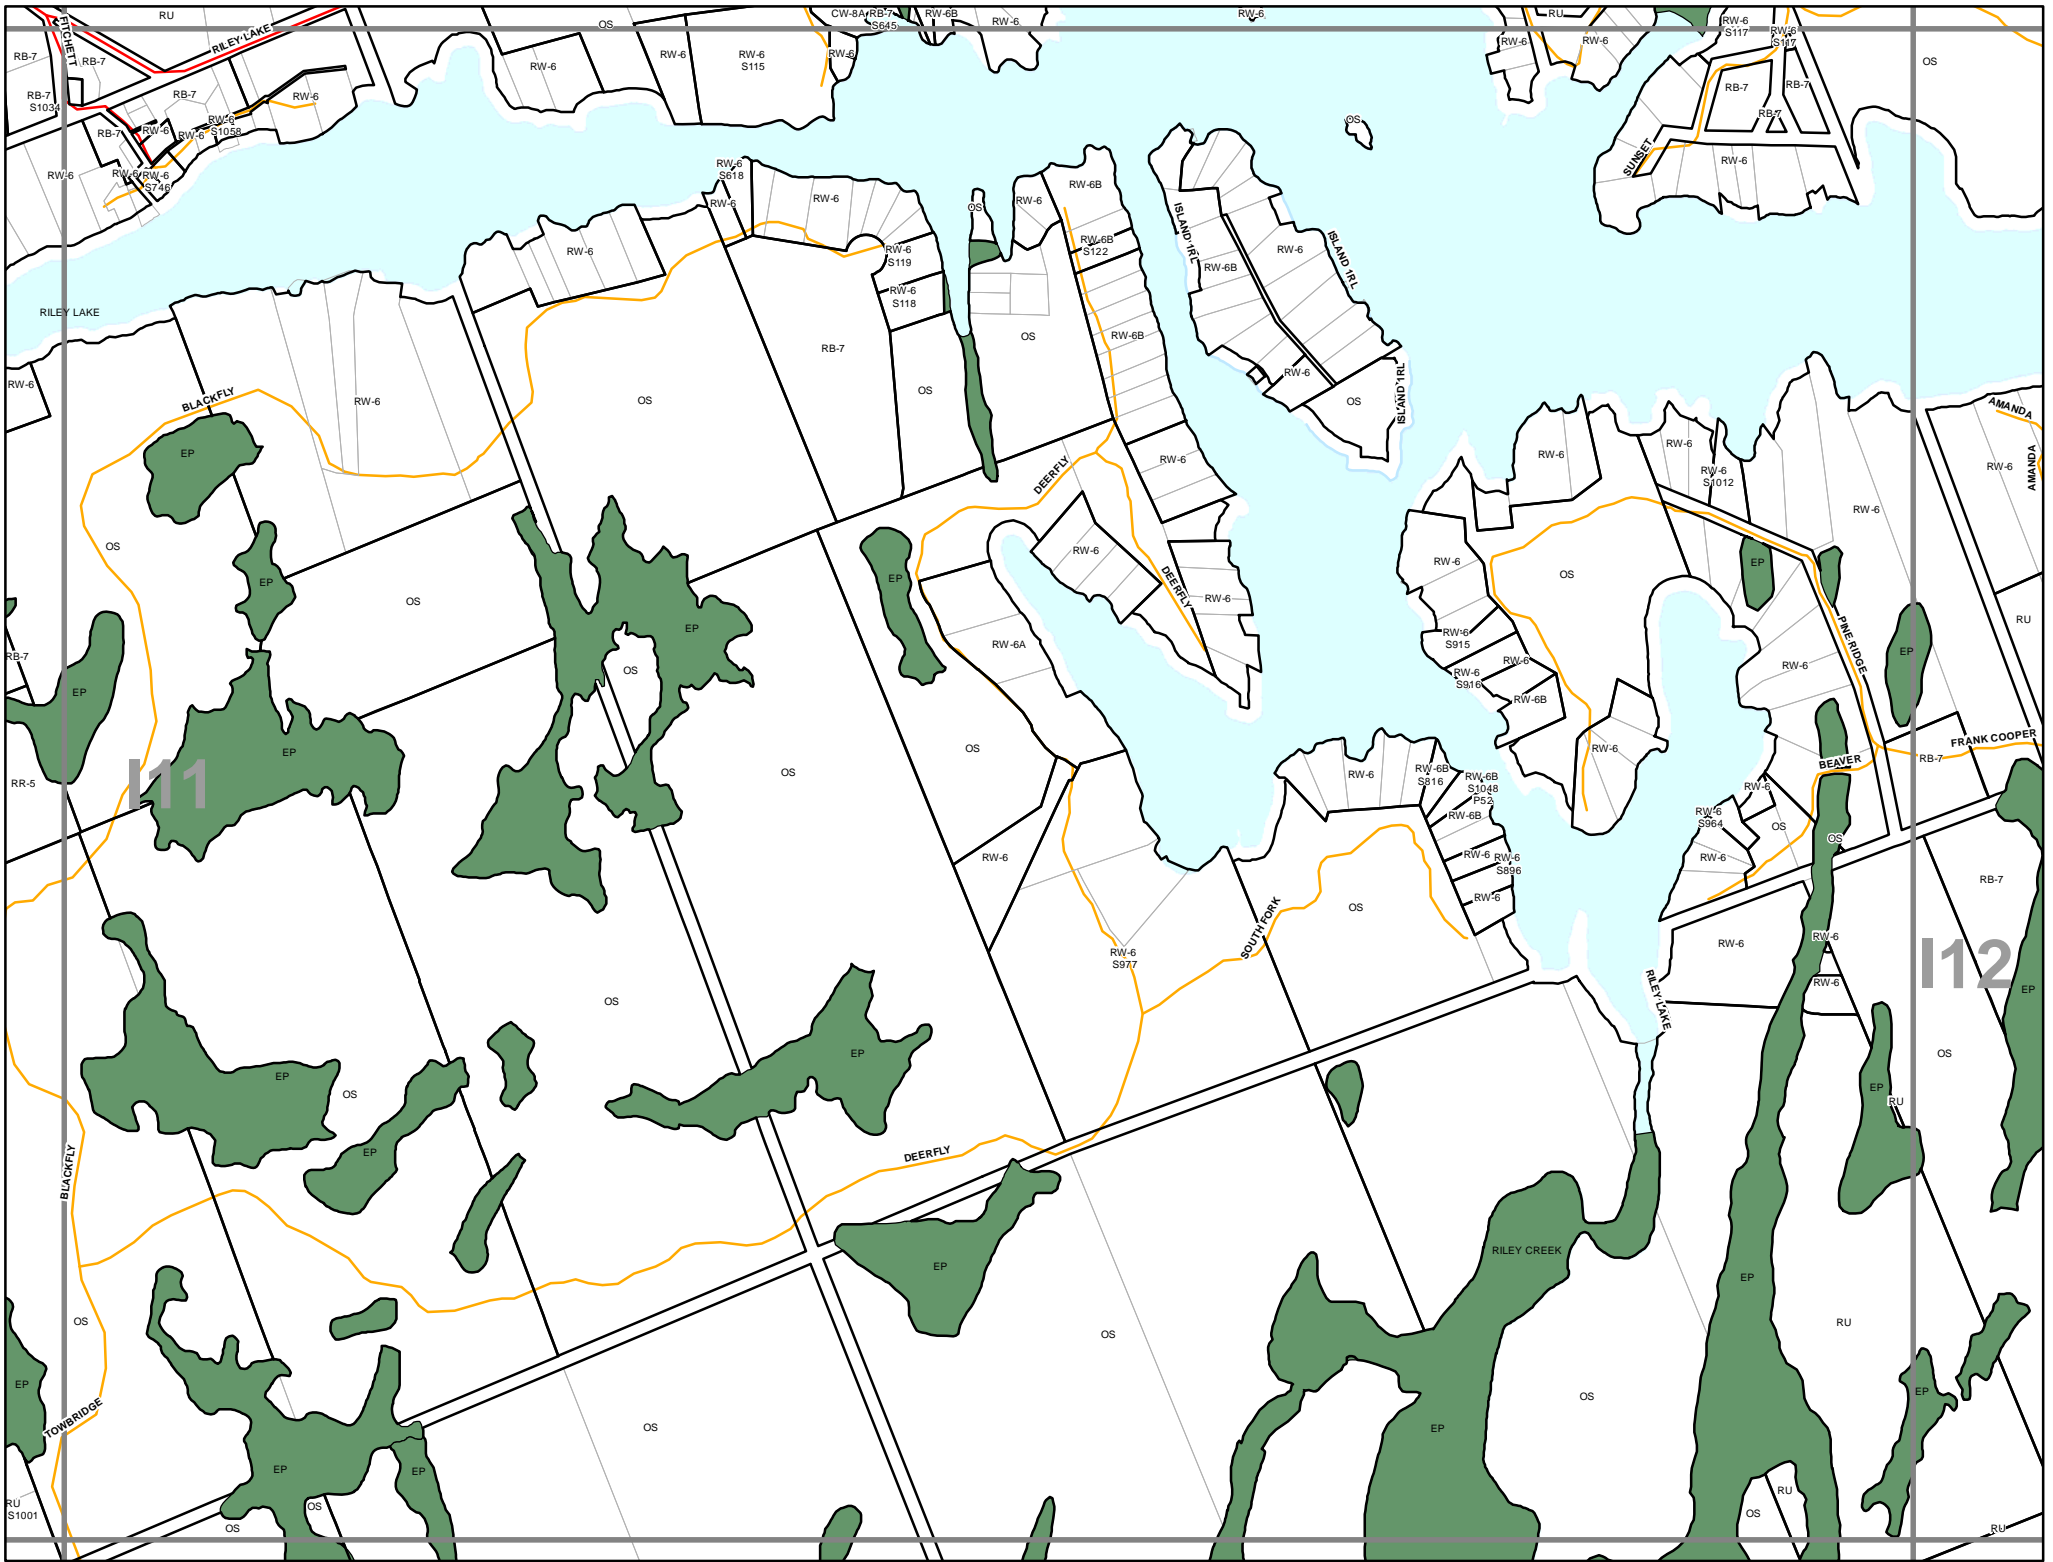 RU
OS
CW-8A
RB-7
S645
RW-6B
RW-6
RW-6
RU
RW-6
S117
RW-6
S117
FITCHETT
RILEY LAKE
RB-7
RB-7
RW-6
RW-6
RW-6
S115
RW-6
RW-6
RW-6
OS
RB-7
S1034
RB-7
RW-6
RB-7
RB-7
RB-7
RB-7
RW-6
RW-6
RW-6
S1058
OS
SUNSET
RW-6
RW-6
RW-6
RW-6
S746
RW-6
S618
RW-6
RW-6
OS
RW-6
RW-6B
ISLAND 1RL
ISLAND 1RL
RW-6
RW-6
S119
RW-6B
S122
RW-6B
RW-6
RW-6
S118
RILEY LAKE
RB-7
OS
RW-6B
RW-6
BLACKFLY
RW-6
OS
OS
RW-6
OS
ISLAND 1RL
AMANDA
AMANDA
EP
DEERFLY
RW-6
RW-6
RW-6
RW-6
S1012
RW-6
RW-6
OS
EP
OS
EP
RW-6
DEERFLY
RW-6
RW-6
OS
EP
RU
RB-7
EP
EP
OS
RW-6A
RW-6
S915
RW-6
RW-6
S916
RW-6B
PINE RIDGE
RW-6
EP
RR-5
I11
EP
OS
OS
RW-6
RW-6B
S816
RW-6B
S1048
P52
RW-6B
RW-6
BEAVER
FRANK COOPER
RB-7
RW-6
RW-6
S964
OS
OS
RW-6
RW-6
RW-6
RW-6
S896
RW-6
RB-7
SOUTH FORK
OS
RW-6
S977
RW-6
RW-6
RW-6
I12
EP
OS
RILEY LAKE
EP
EP
OS
OS
EP
RU
EP
BLACKFLY
DEERFLY
EP
RILEY CREEK
EP
OS
OS
RU
EP
OS
EP
TOWBRIDGE
OS
EP
EP
EP
RU
S1001
OS
OS
OS
RU
RU